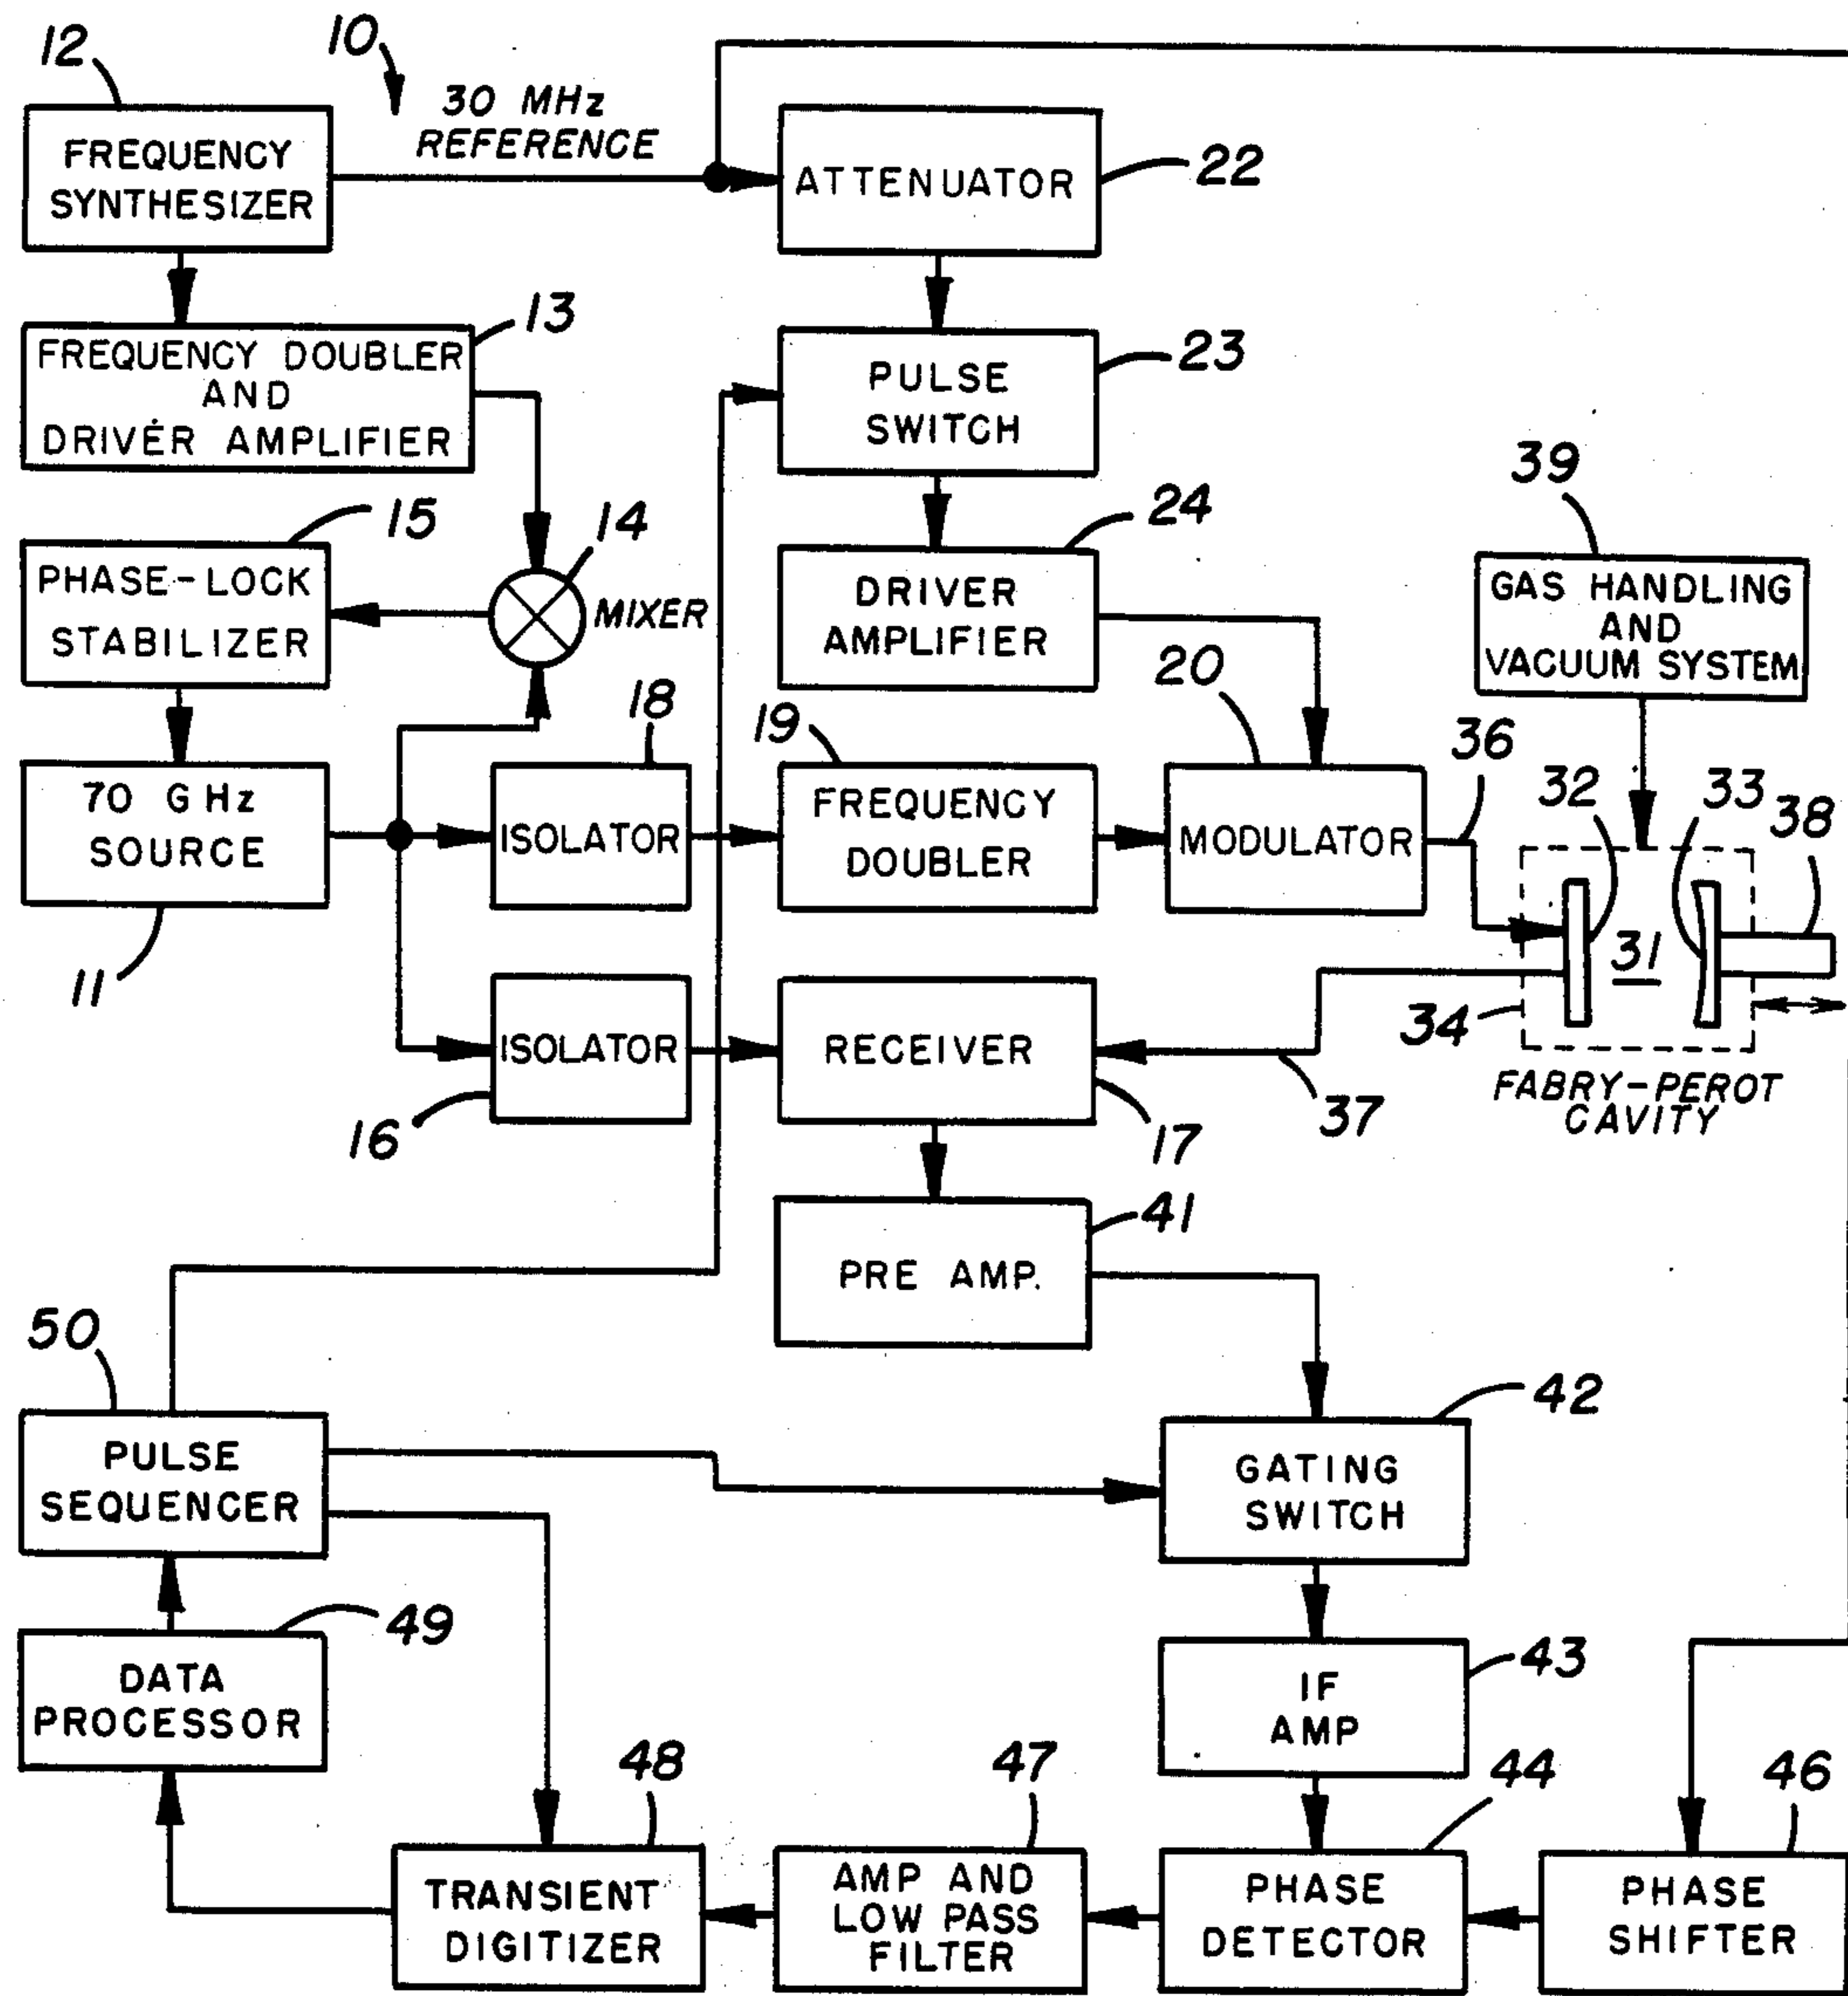 12
10
30 MHz
REFERENCE
FREQUENCY
SYNTHESIZER
ATTENUATOR
22
13
FREQUENCY DOUBLER
AND
DRIVER AMPLIFIER
PULSE
SWITCH
23
15
PHASE-LOCK
STABILIZER
14
MIXER
24
DRIVER
AMPLIFIER
39
GAS HANDLING
AND
VACUUM SYSTEM
70 GHz
SOURCE
11
18
ISOLATOR
19
FREQUENCY
DOUBLER
20
MODULATOR
36
32
33
38
31
34
FABRY-PEROT
CAVITY
ISOLATOR
16
RECEIVER
17
37
41
PRE AMP.
50
PULSE
SEQUENCER
42
GATING
SWITCH
49
DATA
PROCESSOR
43
IF
AMP
48
TRANSIENT
DIGITIZER
47
AMP AND
LOW PASS
FILTER
44
PHASE
DETECTOR
46
PHASE
SHIFTER